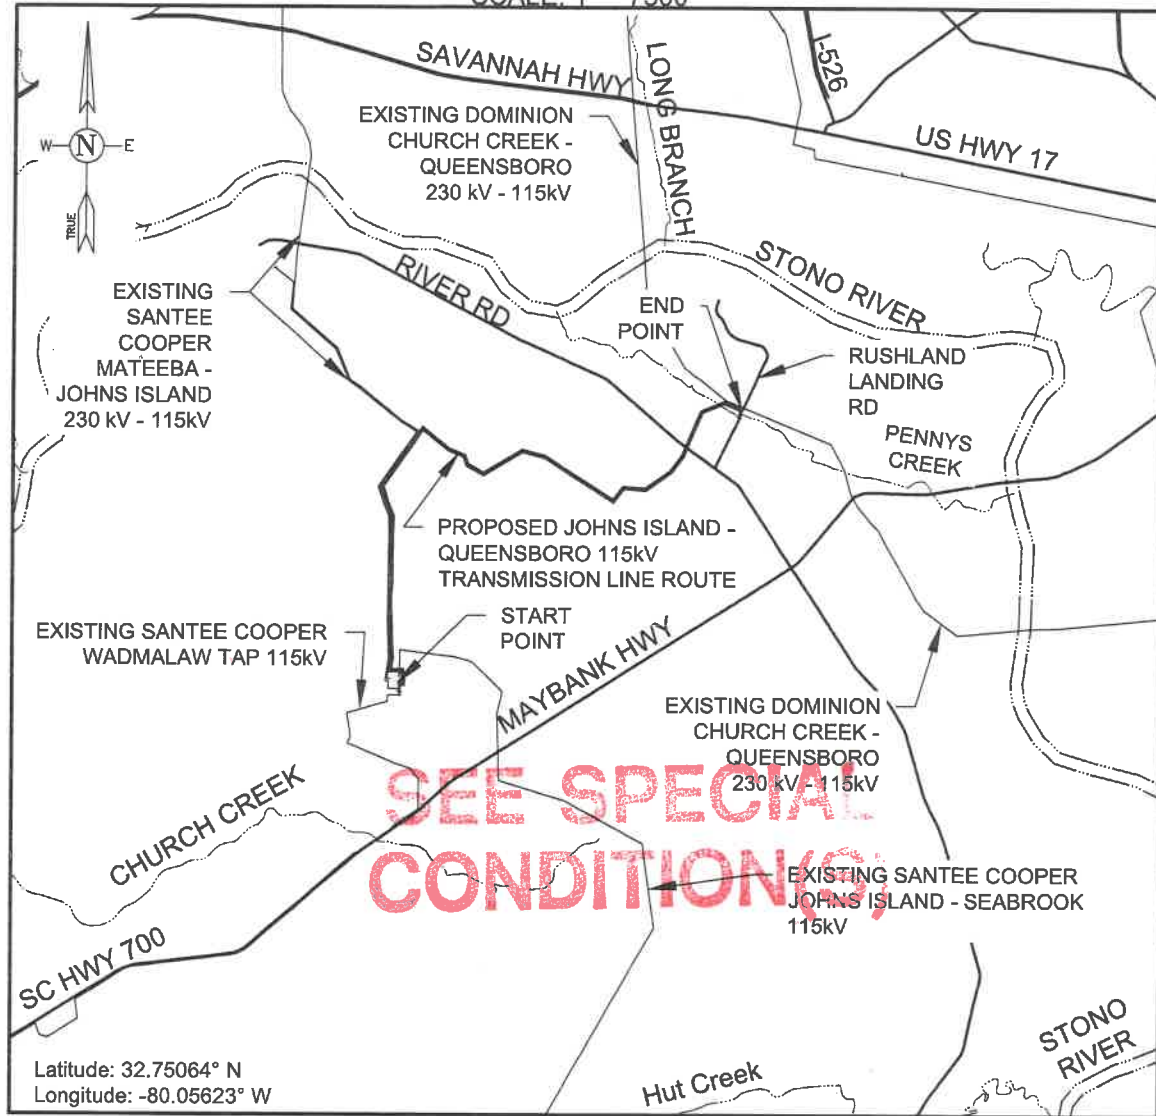 SAVANNAH HWY
LONG BRANCH
I-526
US HWY 17
W
N
E
TRUE
EXISTING DOMINION
CHURCH CREEK -
QUEENSBORO
230 kV - 115kV
STONO RIVER
RIVER RD
EXISTING
SANTEE
COOPER
MATEEBA -
JOHNS ISLAND
230 kV - 115kV
END
POINT
RUSHLAND
LANDING
RD
PENNYS
CREEK
PROPOSED JOHNS ISLAND -
QUEENSBORO 115kV
TRANSMISSION LINE ROUTE
START
POINT
EXISTING SANTEE COOPER
WADMALAW TAP 115kV
MAYBANK HWY
EXISTING DOMINION
CHURCH CREEK -
QUEENSBORO
230 kV - 115kV
SEE SPECIAL
CONDITION(S)
CHURCH CREEK
EXISTING SANTEE COOPER
JOHNS ISLAND - SEABROOK
115kV
SC HWY 700
STONO
RIVER
Hut Creek
Latitude: 32.75064° N
Longitude: -80.05623° W